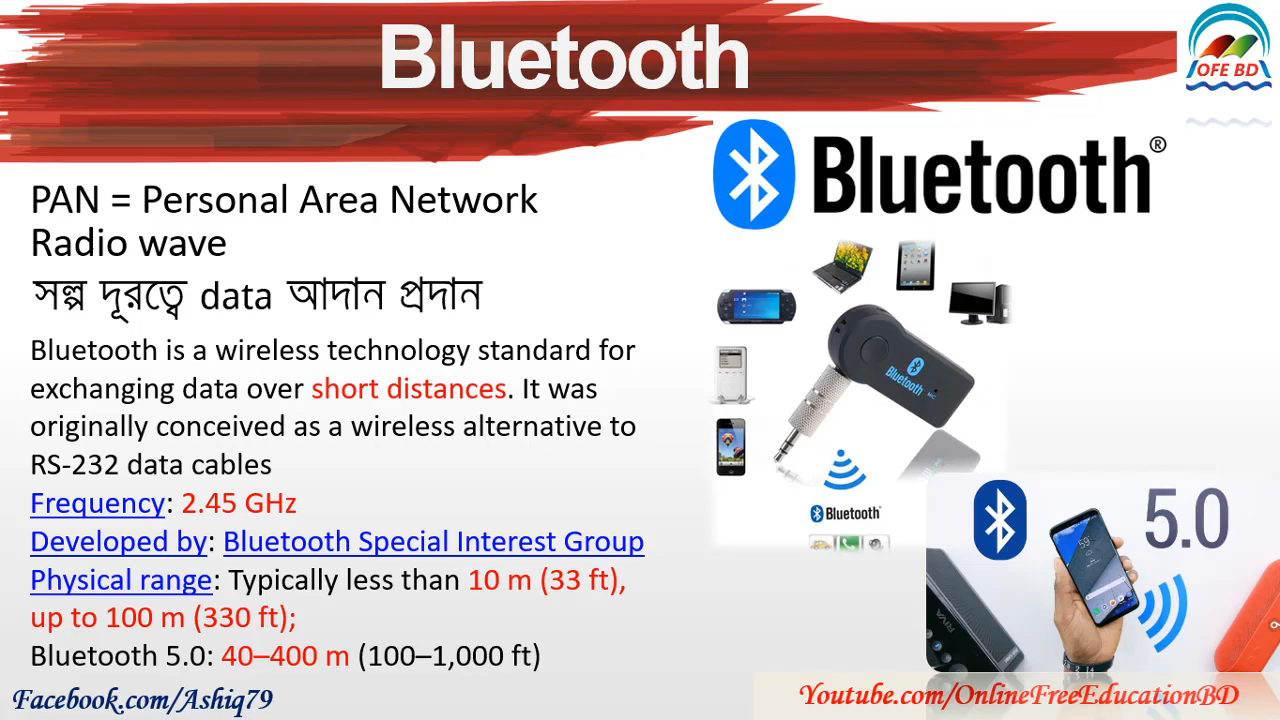 Bluetooth
OFE BD
Bluetooth®
PAN = Personal Area Network
Radio wave
সল্প দূরত্বে data আদান প্রদান
Bluetooth is a wireless technology standard for
exchanging data over short distances. It was
originally conceived as a wireless alternative to
RS-232 data cables
Frequency: 2.45 GHz
Developed by: Bluetooth Special Interest Group
Physical range: Typically less than 10 m (33 ft),
up to 100 m (330 ft);
Bluetooth 5.0: 40–400 m (100–1,000 ft)
Bluetooth
MIC
Bluetooth
5.0
RIVA
Facebook.com/Ashiq79
Youtube.com/OnlineFreeEducationBD